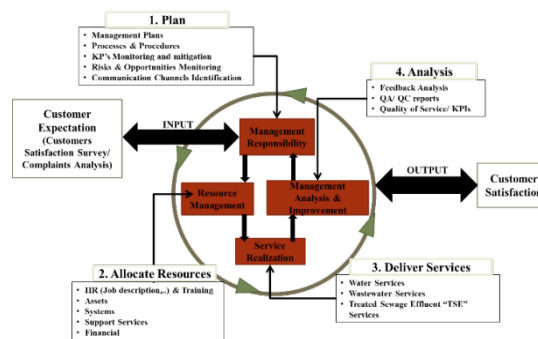 1. Plan
• Management Plans
• Processes & Procedures
• KP's Monitoring and mitigation
• Risks & Opportunities Monitoring
• Communication Channels Identification
4. Analysis
• Feedback Analysis
• QA/ QC reports
• Quality of Service/ KPIs
Customer
Expectation
(Customers
Satisfaction Survey/
Complaints Analysis)
INPUT
Management
Responsibility
Resource
Management
Management Analysis &
Improvement
Service
Realization
OUTPUT
Customer
Satisfaction
2. Allocate Resources
• HR (Job description,..) & Training
• Assets
• Systems
• Support Services
• Financial
3. Deliver Services
• Water Services
• Wastewater Services
• Treated Sewage Effluent “TSE”
Services